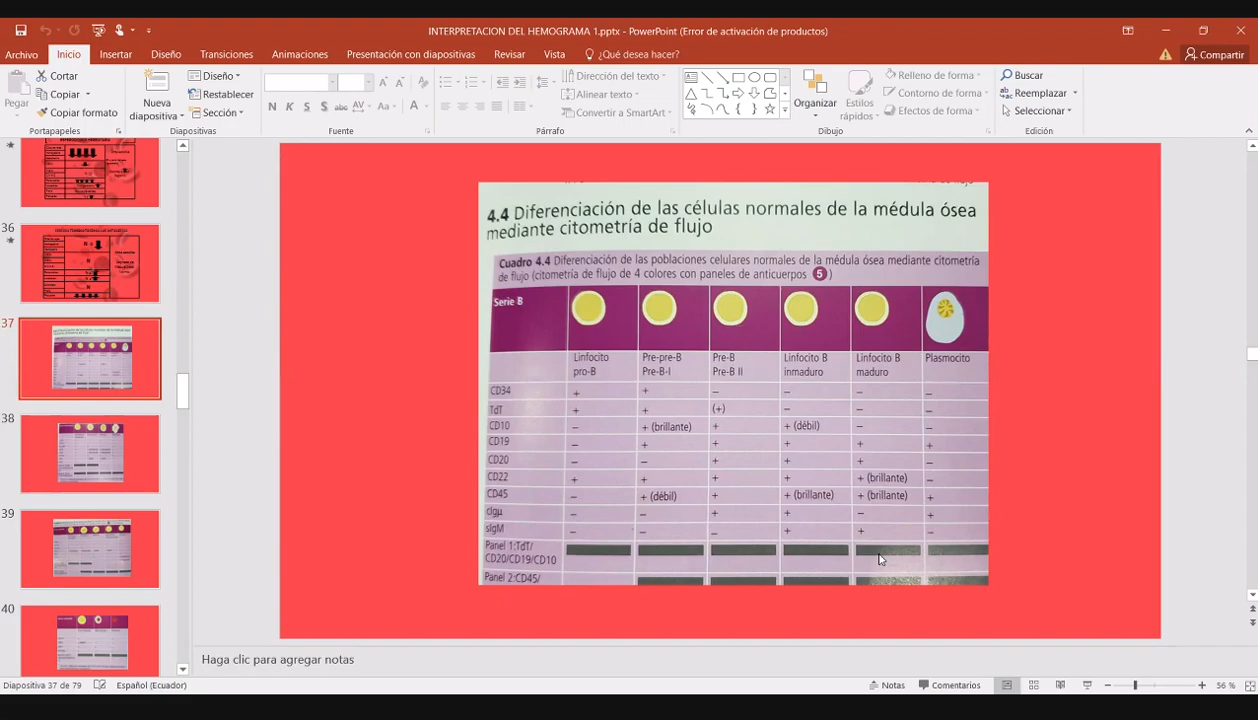 INTERPRETACION DEL HEMOGRAMA 1.pptx - PowerPoint (Error de activación de productos)
Archivo Inicio Insertar Diseño Transiciones Animaciones Presentación con diapositivas Revisar Vista ¿Qué desea hacer? Compartir
Pegar
Cortar
Copiar
Copiar formato
Portapapeles
Nueva
diapositiva
Diseño
Restablecer
Sección
Diapositivas
N K S S abc AV Aa A
Fuente
Dirección del texto
Alinear texto
Convertir a SmartArt
Párrafo
Organizar
Estilos
rápidos
Relleno de forma
Contorno de forma
Efectos de forma
Dibujo
Buscar
Reemplazar
Seleccionar
Edición
36
37
38
39
40
4.4 Diferenciación de las células normales de la médula ósea
mediante citometría de flujo
Cuadro 4.4 Diferenciación de las poblaciones celulares normales de la médula ósea mediante citometría
de flujo (citometría de flujo de 4 colores con paneles de anticuerpos 5 )
Serie B
Linfocito pro-B Pre-pre-B Pre-B-I Pre-B Pre-B II Linfocito B inmaduro Linfocito B maduro Plasmocito
CD34 + + – – – –
TdT + + (+) – – –
CD10 – + (brillante) + + (débil) – –
CD19 – + + + + +
CD20 – – + + + –
CD22 + + + + + (brillante) –
CD45 – + (débil) + + (brillante) + (brillante) +
cIgμ – – + + – +
sIgM – – – + + –
Panel 1:TdT/
CD20/CD19/CD10
Panel 2:CD45/
Haga clic para agregar notas
Diapositiva 37 de 79 Español (Ecuador) Notas Comentarios 56 %